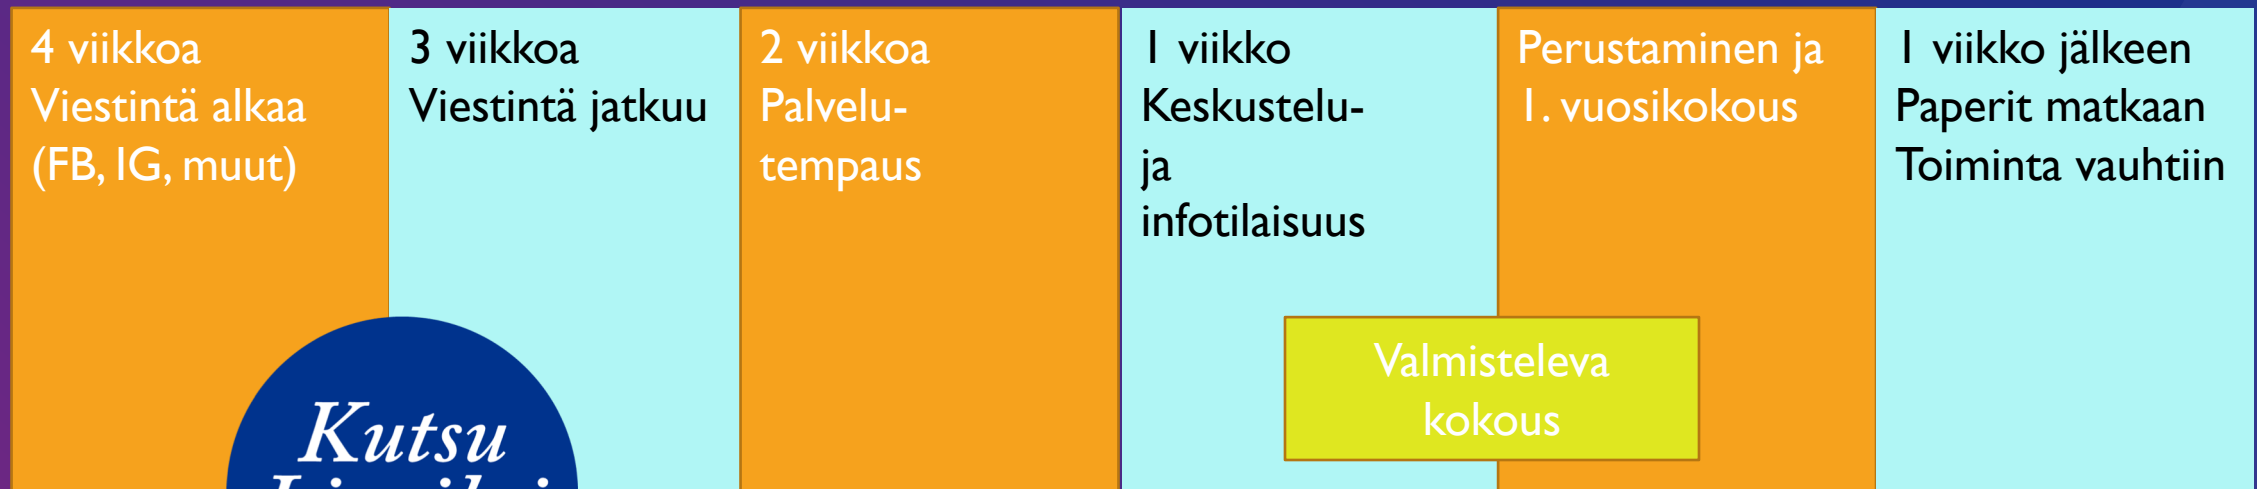 4 viikkoa
Viestintä alkaa
(FB, IG, muut)
3 viikkoa
Viestintä jatkuu
2 viikkoa
Palvelu-
tempaus
1 viikko
Keskustelu-
ja
infotilaisuus
Perustaminen ja
1. vuosikokous
1 viikko jälkeen
Paperit matkaan
Toiminta vauhtiin
Valmisteleva
kokous
Kutsu